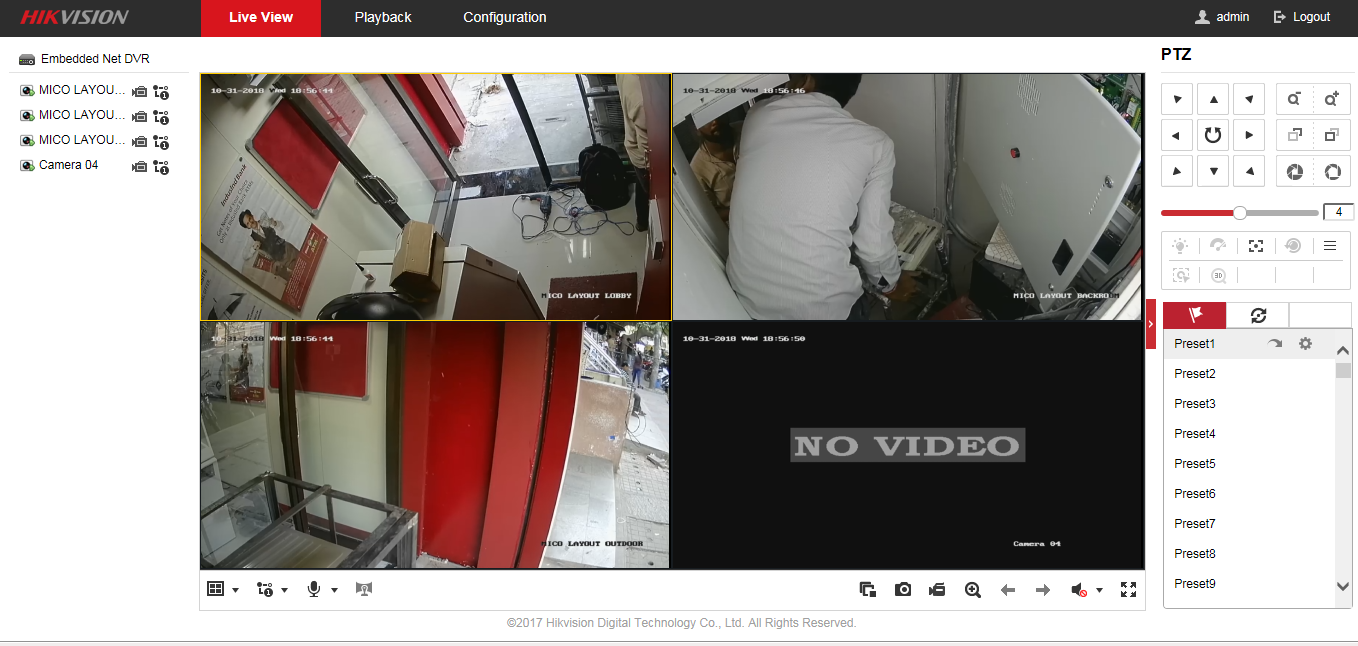 HIKVISION
Live View
Playback
Configuration
admin
Logout
Embedded Net DVR
MICO LAYOU...
MICO LAYOU...
MICO LAYOU...
Camera 04
10-31-2018 Wed 18:56:44
IndusInd Bank
MICO LAYOUT LOBBY
10-31-2018 Wed 18:56:46
MICO LAYOUT BACKROOM
10-31-2018 Wed 18:56:44
MICO LAYOUT OUTDOOR
10-31-2018 Wed 18:56:50
NO VIDEO
Camera 04
PTZ
4
3D
Preset1
Preset2
Preset3
Preset4
Preset5
Preset6
Preset7
Preset8
Preset9
©2017 Hikvision Digital Technology Co., Ltd. All Rights Reserved.